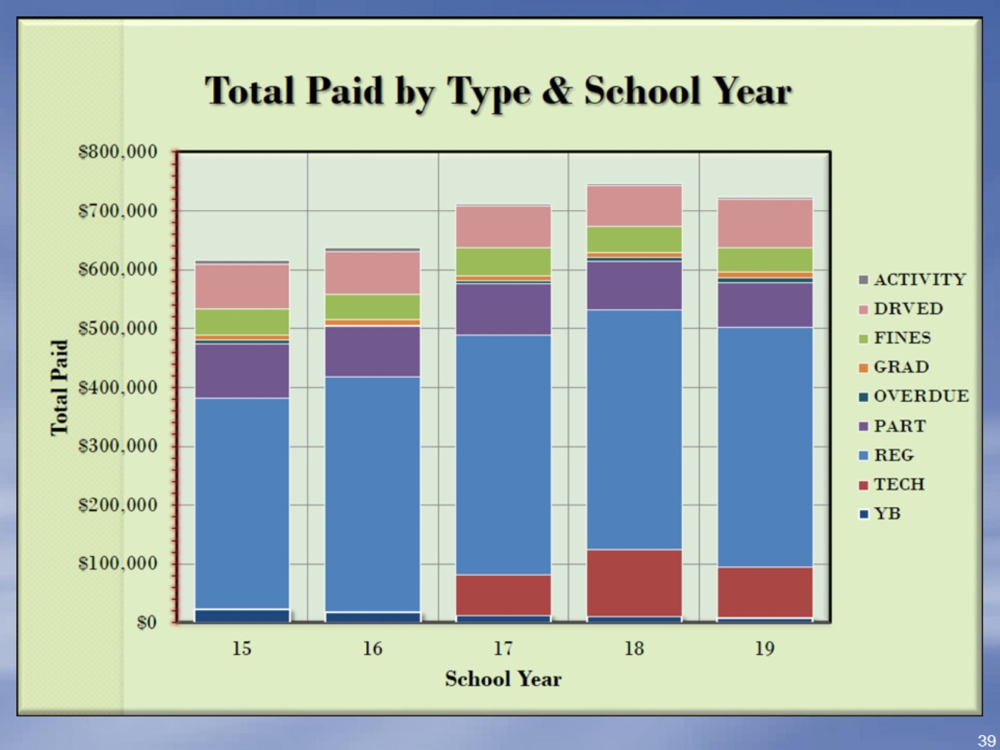 Total Paid by Type & School Year
$800,000
$700,000
$600,000
$500,000
$400,000
$300,000
$200,000
$100,000
$0
Total Paid
15 16 17 18 19
School Year
ACTIVITY
DRVED
FINES
GRAD
OVERDUE
PART
REG
TECH
YB
39